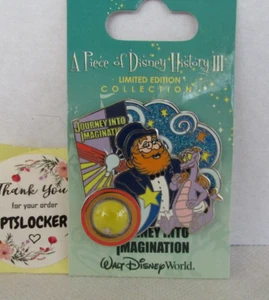 A Piece of Disney History III
LIMITED EDITION
COLLECTION
JOURNEY INTO
IMAGINATI
Thank You
for your order
PTSLOCKER
JOURNEY INTO
IMAGINATION
Walt Disney World.